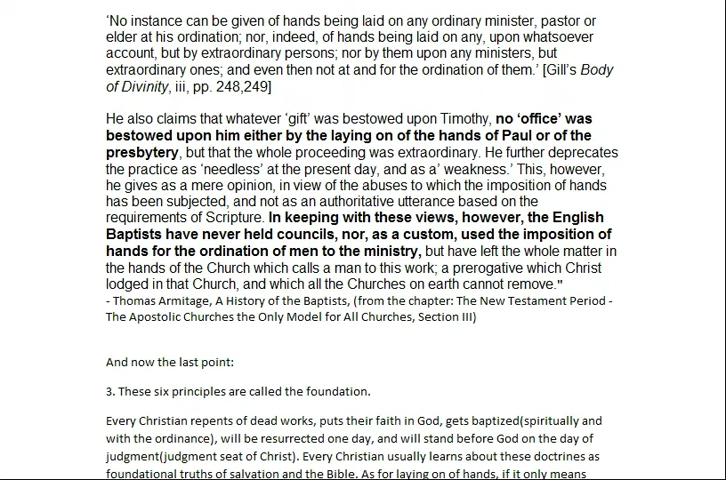 ‘No instance can be given of hands being laid on any ordinary minister, pastor or
elder at his ordination; nor, indeed, of hands being laid on any, upon whatsoever
account, but by extraordinary persons; nor by them upon any ministers, but
extraordinary ones; and even then not at and for the ordination of them.’ [Gill’s Body
of Divinity, iii, pp. 248,249]
He also claims that whatever ‘gift’ was bestowed upon Timothy, no ‘office’ was
bestowed upon him either by the laying on of the hands of Paul or of the
presbytery, but that the whole proceeding was extraordinary. He further deprecates
the practice as ‘needless’ at the present day, and as a’ weakness.’ This, however,
he gives as a mere opinion, in view of the abuses to which the imposition of hands
has been subjected, and not as an authoritative utterance based on the
requirements of Scripture. In keeping with these views, however, the English
Baptists have never held councils, nor, as a custom, used the imposition of
hands for the ordination of men to the ministry, but have left the whole matter in
the hands of the Church which calls a man to this work; a prerogative which Christ
lodged in that Church, and which all the Churches on earth cannot remove."
- Thomas Armitage, A History of the Baptists, (from the chapter: The New Testament Period -
The Apostolic Churches the Only Model for All Churches, Section III)
And now the last point:
3. These six principles are called the foundation.
Every Christian repents of dead works, puts their faith in God, gets baptized(spiritually and
with the ordinance), will be resurrected one day, and will stand before God on the day of
judgment(judgment seat of Christ). Every Christian usually learns about these doctrines as
foundational truths of salvation and the Bible. As for laying on of hands, if it only means